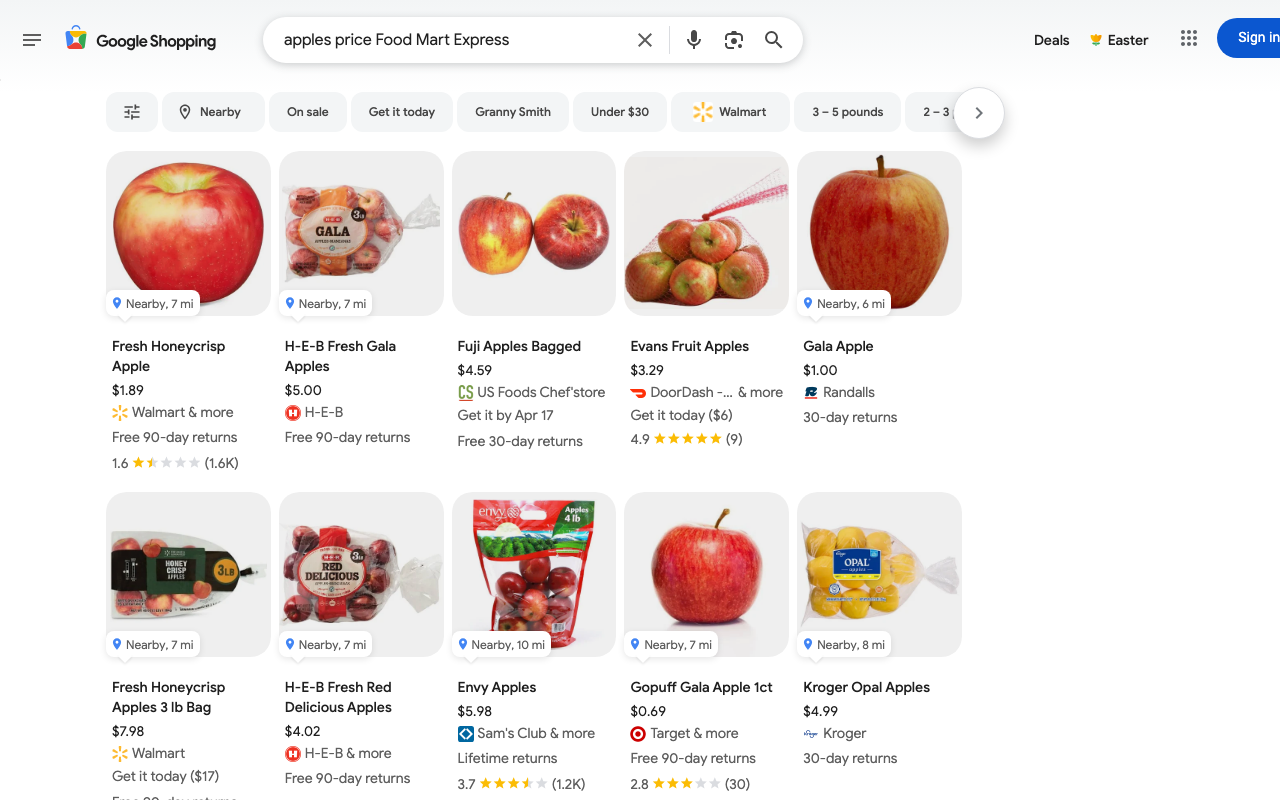 Google Shopping
apples price Food Mart Express
Deals
Easter
Sign in
Nearby
On sale
Get it today
Granny Smith
Under $30
Walmart
3 – 5 pounds
2 – 3
H-E-B
3LB
GALA
Nearby, 7 mi
Nearby, 7 mi
Nearby, 6 mi
Fresh Honeycrisp
Apple
$1.89
Walmart & more
Free 90-day returns
1.6 (1.6K)
H-E-B Fresh Gala
Apples
$5.00
H-E-B
Free 90-day returns
Fuji Apples Bagged
$4.59
CS US Foods Chef'store
Get it by Apr 17
Free 30-day returns
Evans Fruit Apples
$3.29
DoorDash -... & more
Get it today ($6)
4.9 (9)
Gala Apple
$1.00
Randalls
30-day returns
HONEY
CRISP
APPLES
3LB
Nearby, 7 mi
H-E-B
3LB
RED
DELICIOUS
Nearby, 7 mi
envy
Apples
4 lb
Nearby, 10 mi
Nearby, 7 mi
OPAL
apples
Nearby, 8 mi
Fresh Honeycrisp
Apples 3 lb Bag
$7.98
Walmart
Get it today ($17)
Free 90-day returns
H-E-B Fresh Red
Delicious Apples
$4.02
H-E-B & more
Free 90-day returns
Envy Apples
$5.98
Sam's Club & more
Lifetime returns
3.7 (1.2K)
Gopuff Gala Apple 1ct
$0.69
Target & more
Free 90-day returns
2.8 (30)
Kroger Opal Apples
$4.99
Kroger
30-day returns